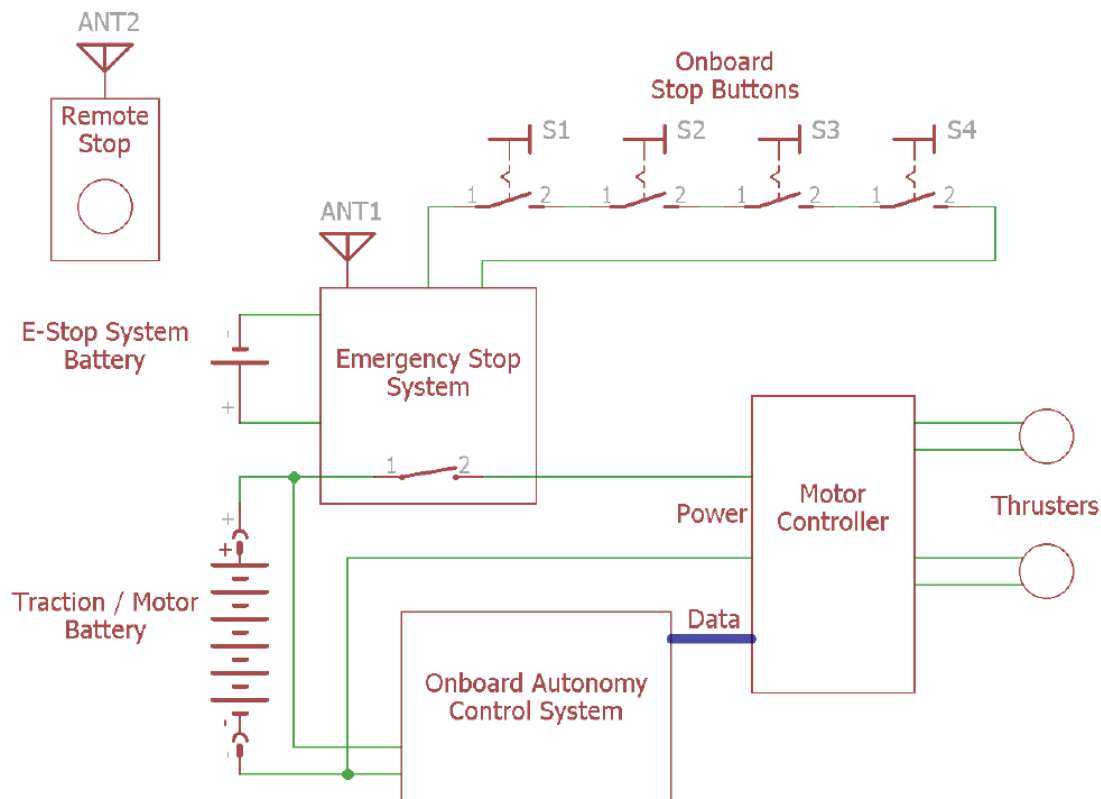 ANT2
Remote
Stop
Onboard
Stop Buttons
S1
S2
S3
S4
1
2
1
2
1
2
1
2
ANT1
E-Stop System
Battery
-
+
Emergency Stop
System
1
2
Power
Motor
Controller
Thrusters
+
+
Traction / Motor
Battery
-
-
Data
Onboard Autonomy
Control System